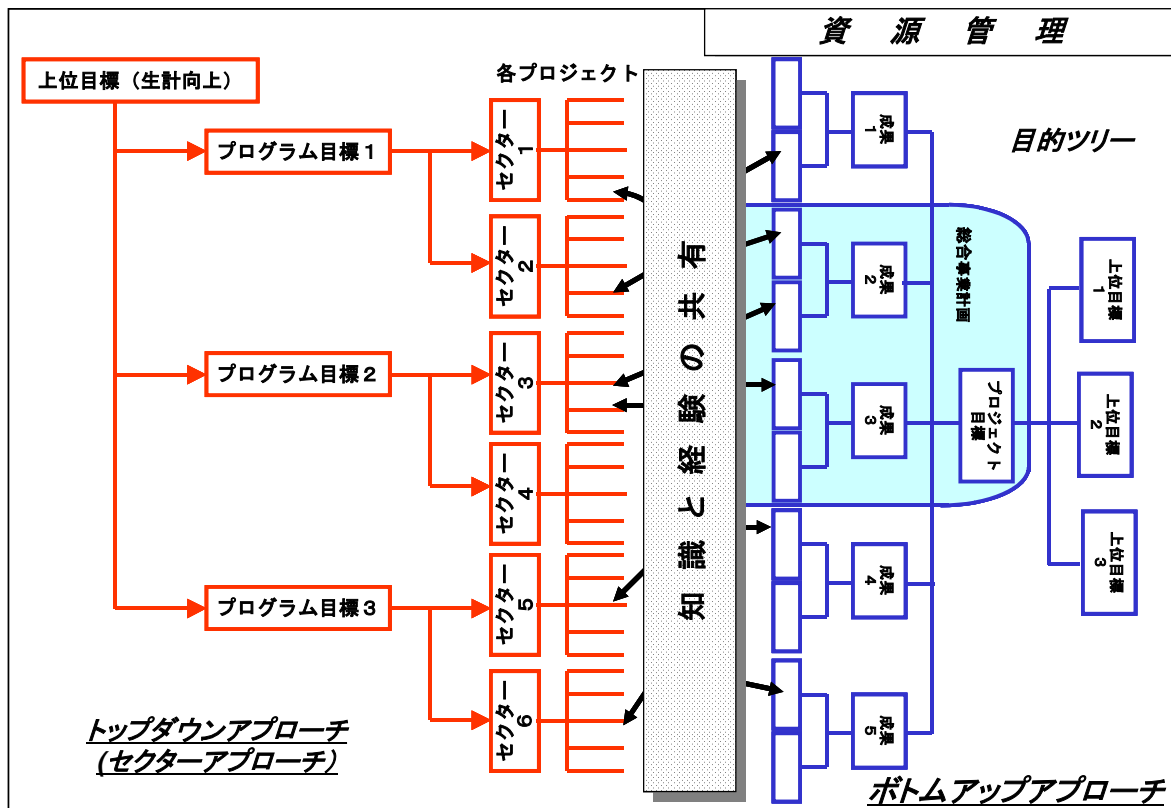 資 源 管 理
上位目標（生計向上）
各プロジェクト
プログラム目標１
プログラム目標２
プログラム目標３
セクター
1
セクター
2
セクター
3
セクター
4
セクター
5
セクター
6
知識と経験の共有
成果
1
成果
2
成果
3
成果
4
成果
5
目的ツリー
総合事業計画
プロジェクト
目標
上位目標
1
上位目標
2
上位目標
3
トップダウンアプローチ
(セクターアプローチ）
ボトムアップアプローチ